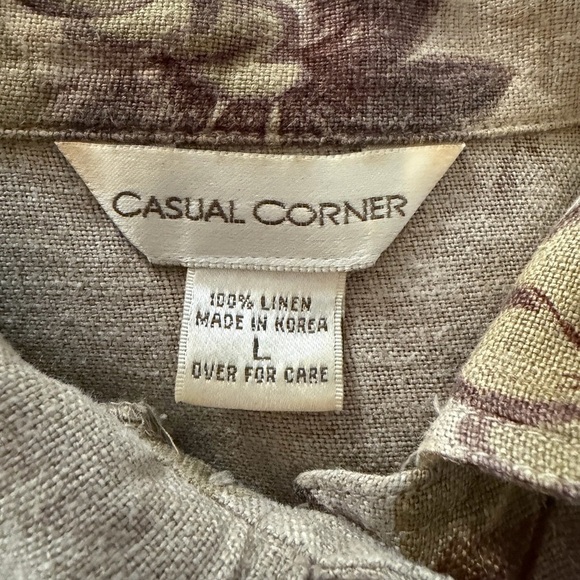 CASUAL CORNER
100% LINEN
MADE IN KOREA
L
OVER FOR CARE